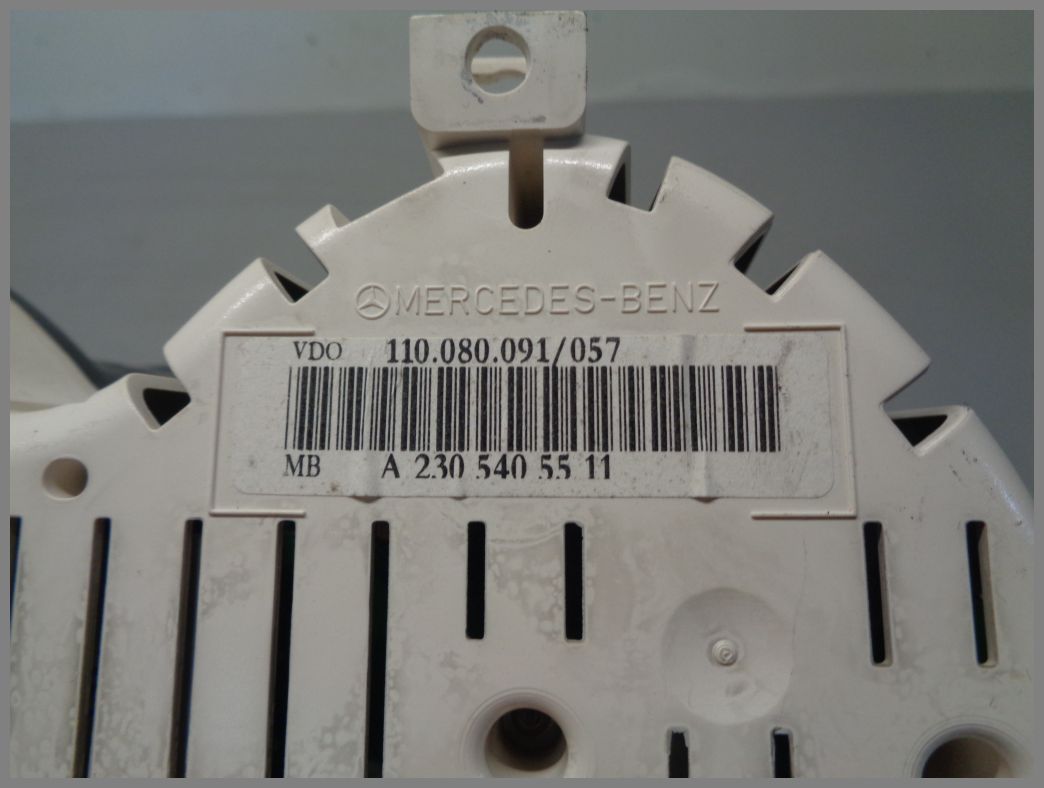 MERCEDES-BENZ
VDO 110.080.091/057
MB A 230 540 55 11